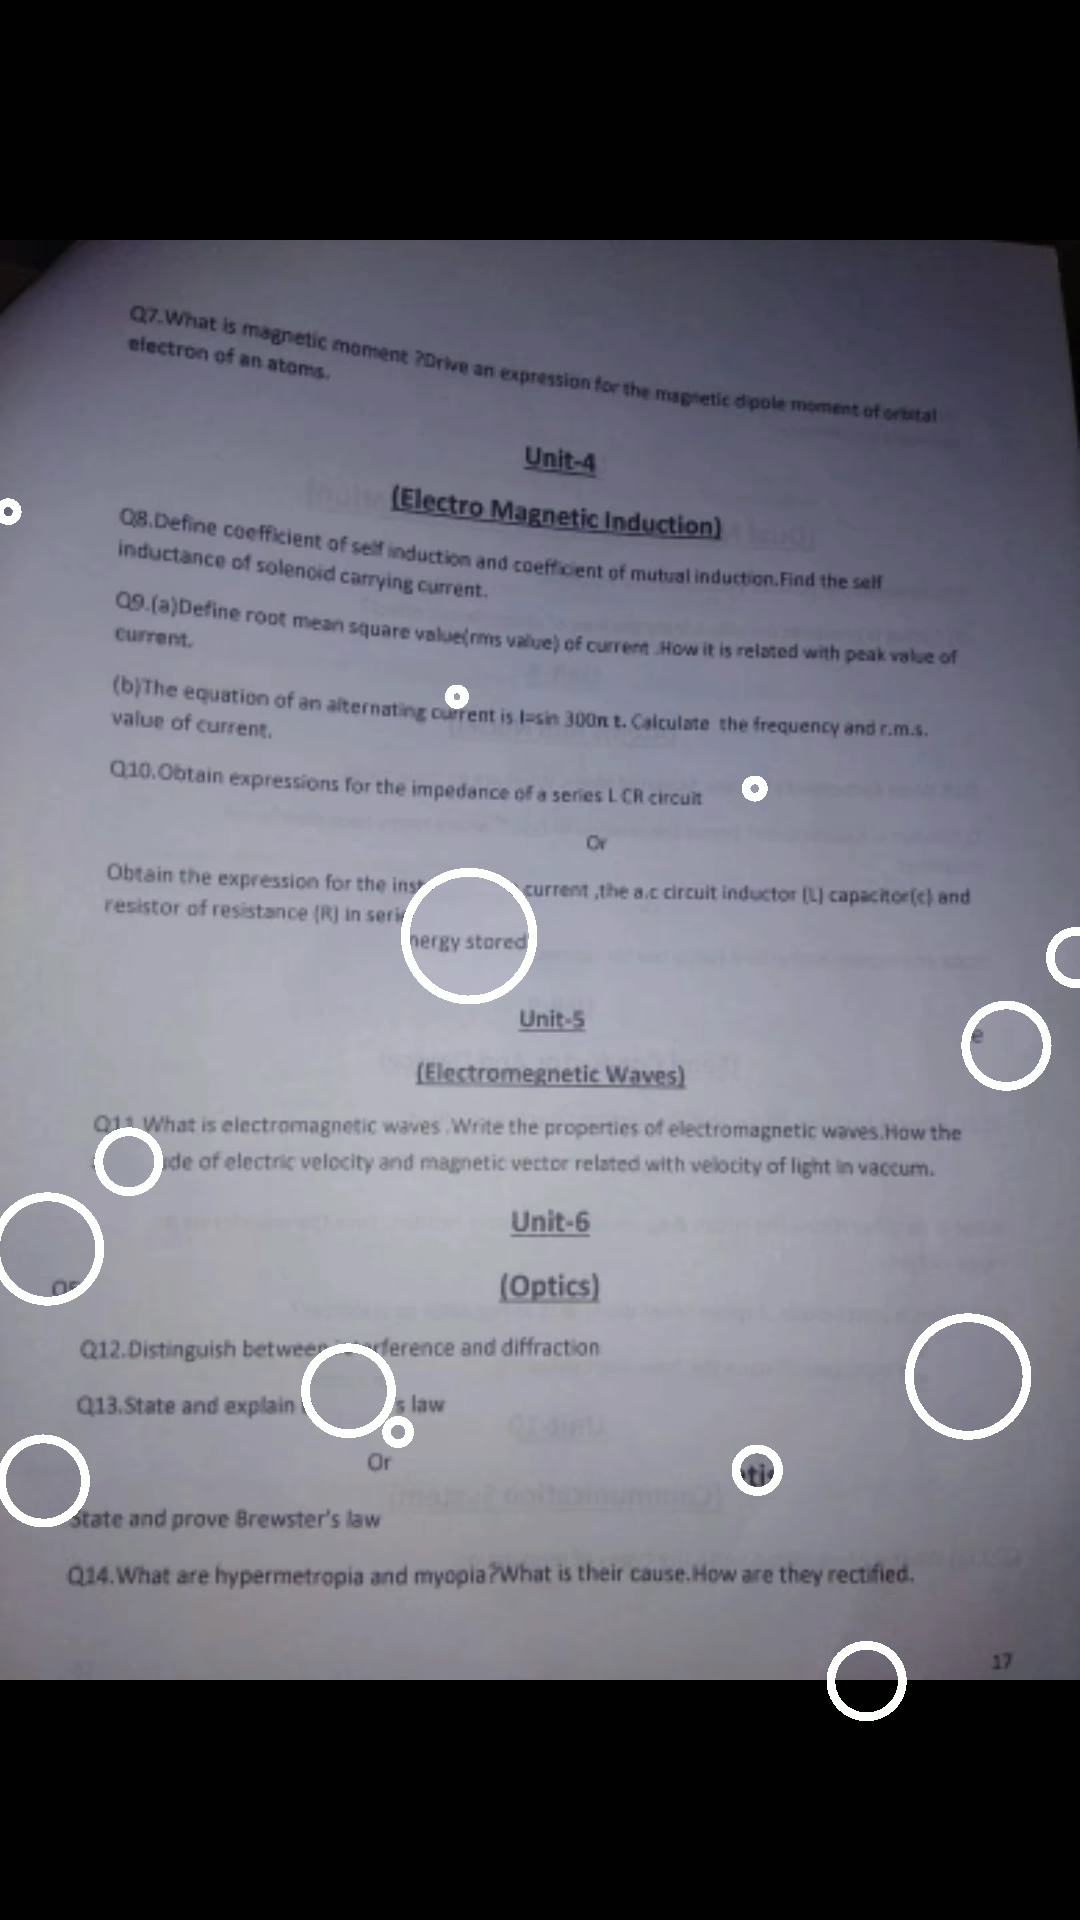 Q7.What is magnetic moment ?Drive an expression for the magnetic dipole moment of orbital
electron of an atoms.
Unit-4
(Electro Magnetic Induction)
Q8.Define coefficient of self induction and coefficient of mutual induction.Find the self
inductance of solenoid carrying current.
Q9.(a)Define root mean square value(rms value) of current .How it is related with peak value of
current.
(b)The equation of an alternating current is I=sin 300π t. Calculate the frequency and r.m.s.
value of current.
Q10.Obtain expressions for the impedance of a series L CR circuit
Or
Obtain the expression for the current ,the a.c circuit inductor (L) capacitor(c) and
resistor of resistance (R) in
stored
Unit-5
(Electromegnetic Waves)
What is electromagnetic waves .Write the properties of electromagnetic waves.How the
of electric velocity and magnetic vector related with velocity of light in vaccum.
Unit-6
(Optics)
Q12.Distinguish between and diffraction
Q13.State and explain law
Or
State and prove Brewster's law
Q14.What are hypermetropia and myopia?What is their cause.How are they rectified.
17